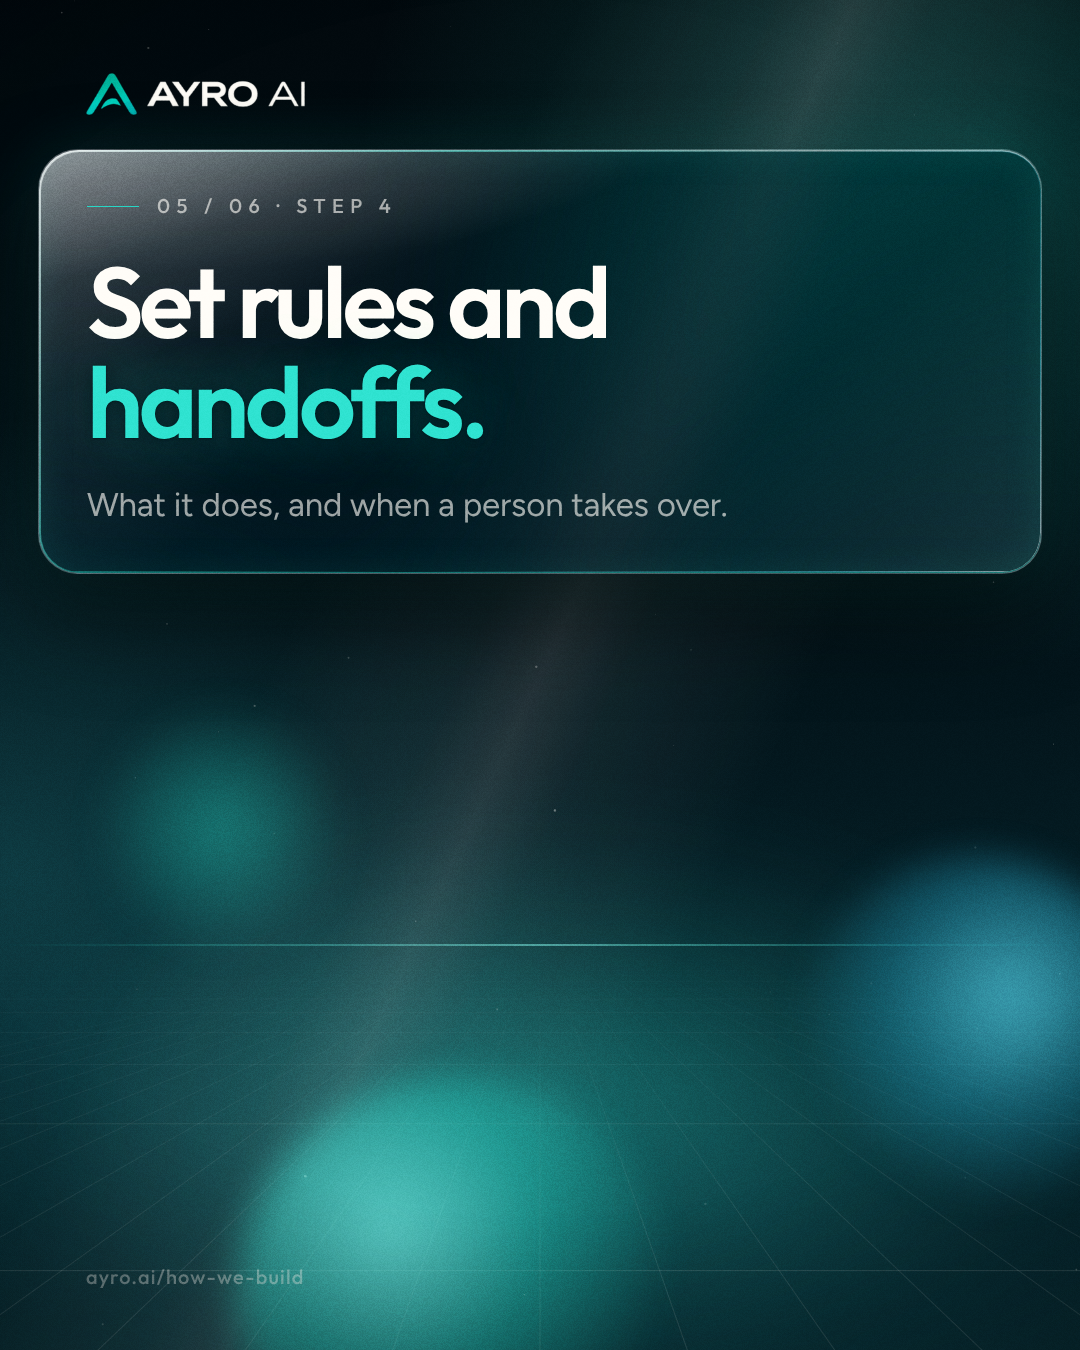 AYRO AI
05 / 06 · STEP 4
Set rules and
handoffs.
What it does, and when a person takes over.
ayro.ai/how-we-build